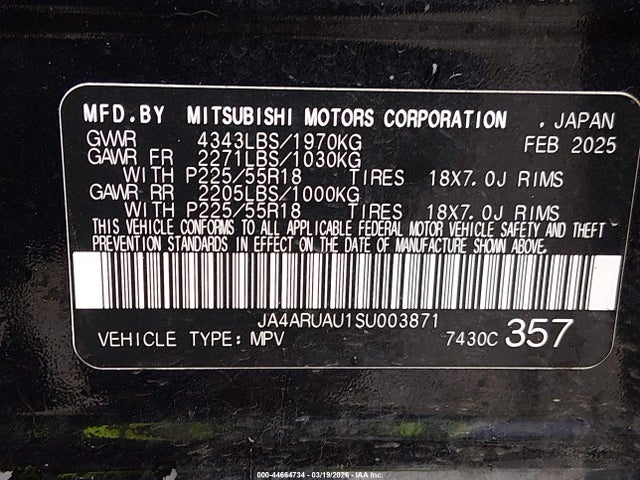 MFD.BY MITSUBISHI MOTORS CORPORATION . JAPAN
GVWR 4343LBS/1970KG FEB 2025
GAWR FR 2271LBS/1030KG
WITH P225/55R18 TIRES 18X7.0J RIMS
GAWR RR 2205LBS/1000KG
WITH P225/55R18 TIRES 18X7.0J RIMS
THIS VEHICLE CONFORMS TO ALL APPLICABLE FEDERAL MOTOR VEHICLE SAFETY AND THEFT
PREVENTION STANDARDS IN EFFECT ON THE DATE OF MANUFACTURE SHOWN ABOVE.
JA4ARUAU1SU003871
VEHICLE TYPE: MPV 7430C 357
000-44664734 - 03/19/2026 - IAA Inc.